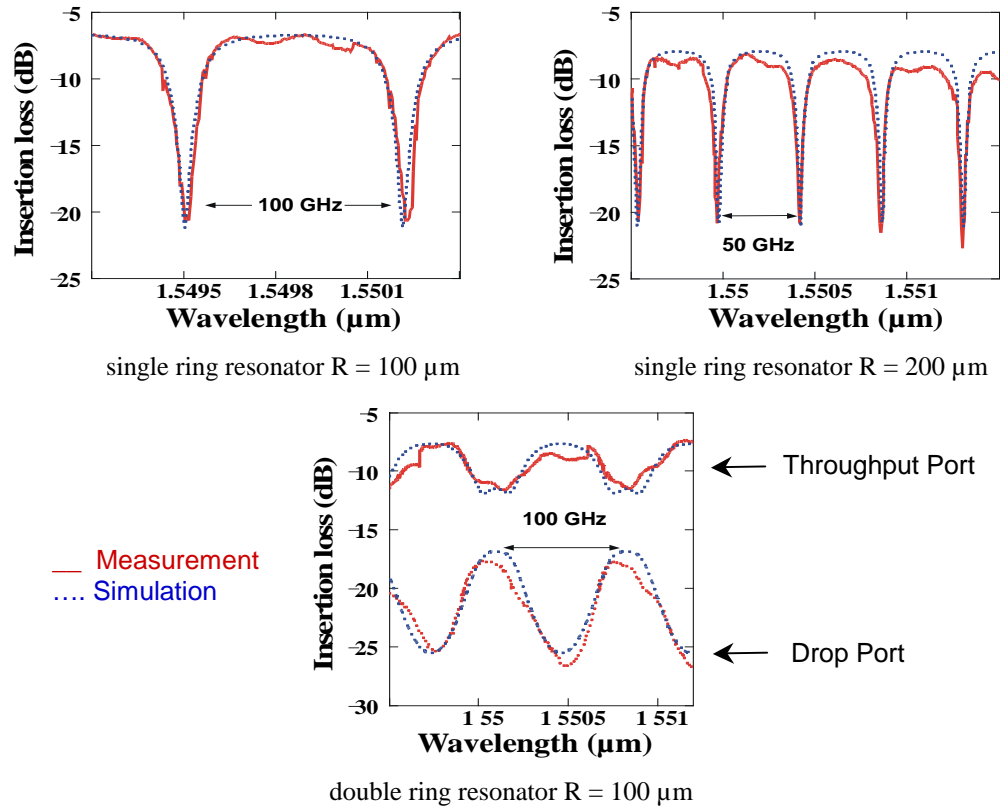 −5
−10
−15
−20
−25
Insertion loss (dB)
100 GHz
1.5495
1.5498
1.5501
Wavelength (µm)
single ring resonator R = 100 µm
−5
−10
−15
−20
−25
Insertion loss (dB)
50 GHz
1.55
1.5505
1.551
Wavelength (µm)
single ring resonator R = 200 µm
−5
−10
−15
−20
−25
−30
Insertion loss (dB)
100 GHz
1 55
1 5505
1 551
Wavelength (µm)
double ring resonator R = 100 µm
Throughput Port
Drop Port
__ Measurement
.... Simulation